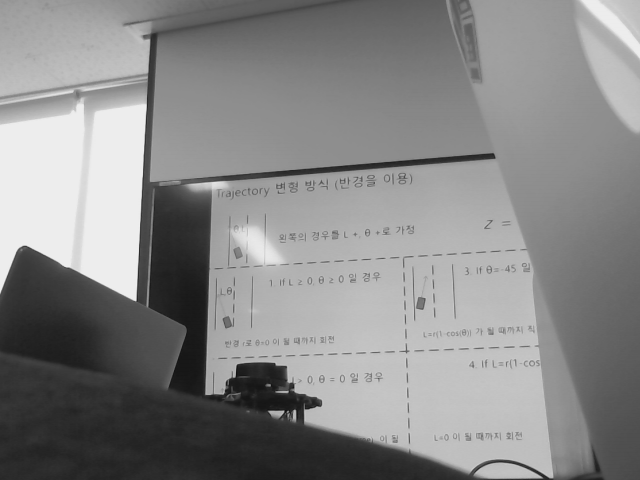 Trajectory 변형 방식 (반경을 이용)
왼쪽의 경우를 L +, θ +로 가정
Z =
Lθ
1. If L ≥ 0, θ ≥ 0 일 경우
반경 r로 θ=0 이 될 때까지 회전
3. If θ=-45 일
L=r(1-cos(θ)) 가 될 때까지 직
L > 0, θ = 0 일 경우
이 될
4. If L=r(1-cos
L=0 이 될 때까지 회전